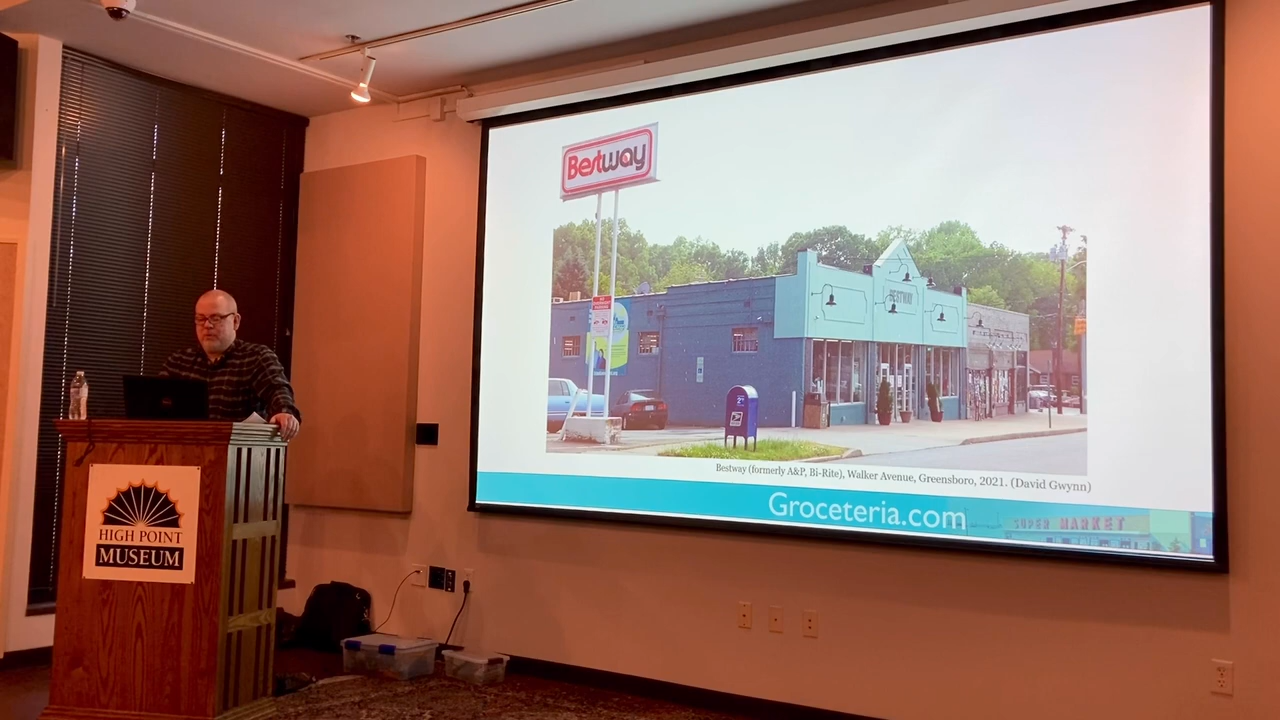 Bestway
BESTWAY
Bestway (formerly A&P, Bi-Rite), Walker Avenue, Greensboro, 2021. (David Gwynn)
Groceteria.com
SUPER MARKET
HIGH POINT
MUSEUM